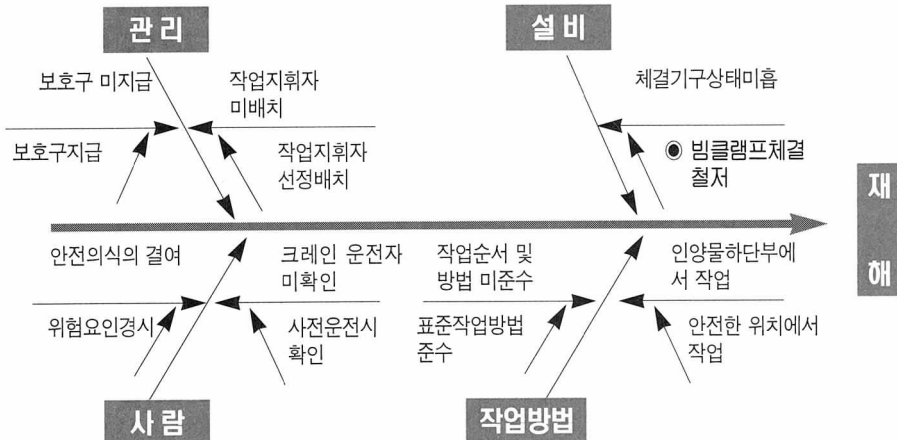 관 리
설 비
보호구 미지급
작업지휘자
미배치
체결기구상태미흡
보호구지급
작업지휘자
선정배치
◉ 빔클램프체결
철저
재
해
안전의식의 결여
크레인 운전자
미확인
작업순서 및
방법 미준수
인양물하단부에
서 작업
위험요인경시
사전운전시
확인
표준작업방법
준수
안전한 위치에서
작업
사 람
작업방법